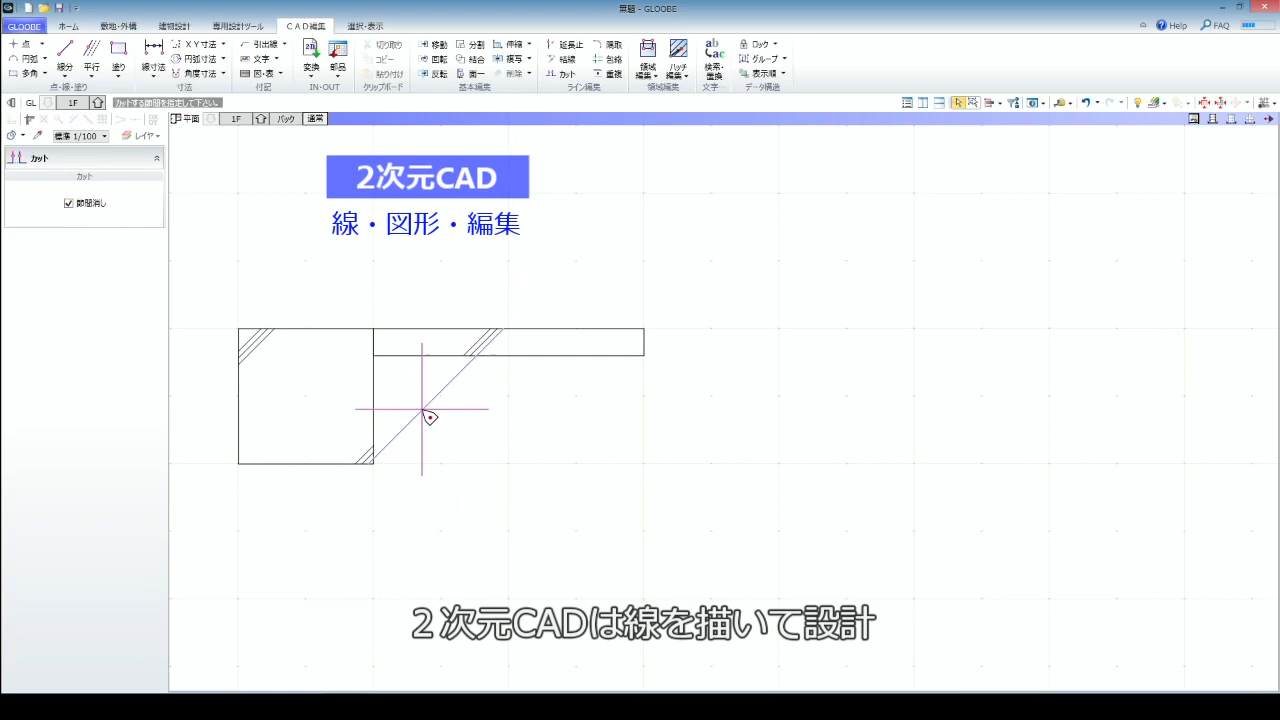 無題 - GLOOBE
GLOOBE ホーム 敷地・外構 建物設計 専用設計ツール ＣＡＤ編集 選択・表示 Help FAQ
点 線分 平行 塗り 線寸法 ＸＹ寸法 引出線 変換 部品 切り取り 移動 分割 伸縮 延長止 隅取 領域編集 ハッチ編集 検索・置換 ロック
円弧 円弧寸法 文字 コピー 回転 結合 複写 結線 包絡 グループ
多角 角度寸法 図・表 貼り付け 反転 面一 削除 カット 重複 表示順
点・線・塗り 寸法 付記 IN・OUT クリップボード 基本編集 ライン編集 領域編集 文字 データ構造
GL 1F カットする節間を指定して下さい。
平面 1F バック 通常
標準 1/100 レイヤ
カット
カット
節間消し
2次元CAD
線・図形・編集
２次元CADは線を描いて設計